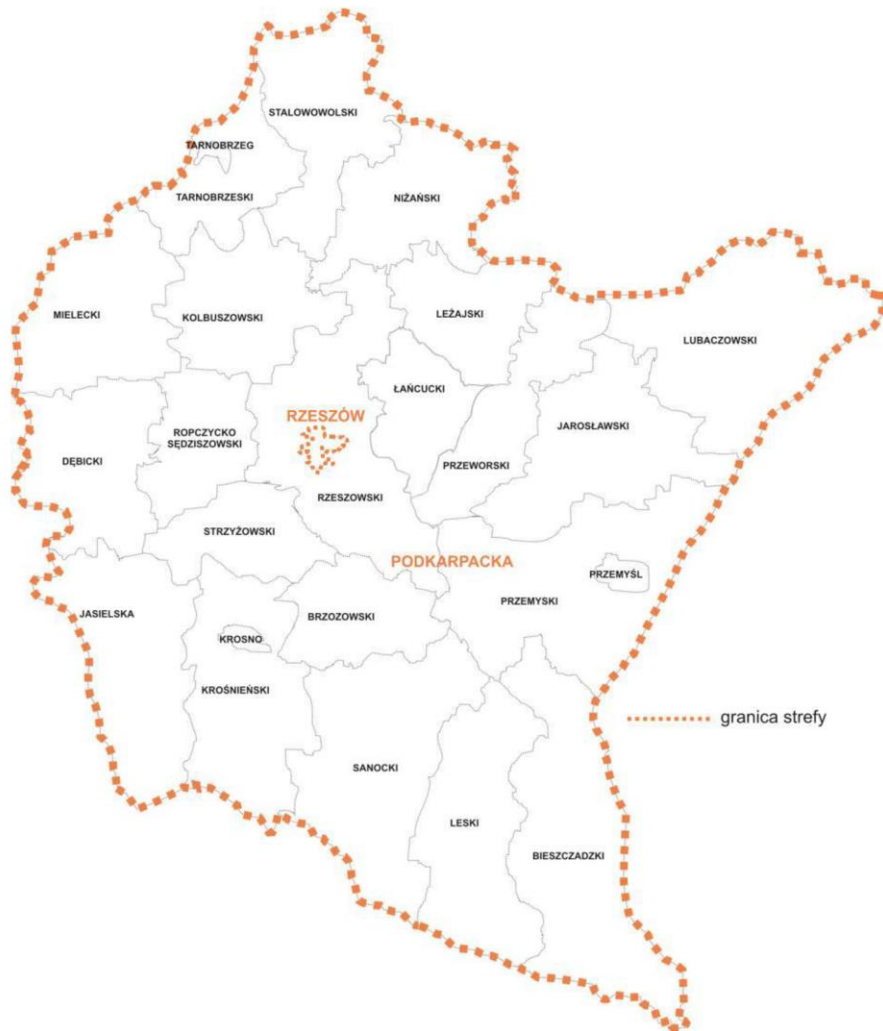 STALOWOWOLSKI
TARNOBRZEG
TARNOBRZESKI
NIŻAŃSKI
MIELECKI
KOLBUSZOWSKI
LEŻAJSKI
LUBACZOWSKI
ŁAŃCUCKI
RZESZÓW
JAROSŁAWSKI
ROPCZYCKO
SĘDZISZOWSKI
DĘBICKI
PRZEWORSKI
RZESZOWSKI
STRZYŻOWSKI
PODKARPACKA
PRZEMYŚL
PRZEMYSKI
JASIELSKA
BRZOZOWSKI
KROSNO
KROŚNIEŃSKI
granica strefy
SANOCKI
LESKI
BIESZCZADZKI